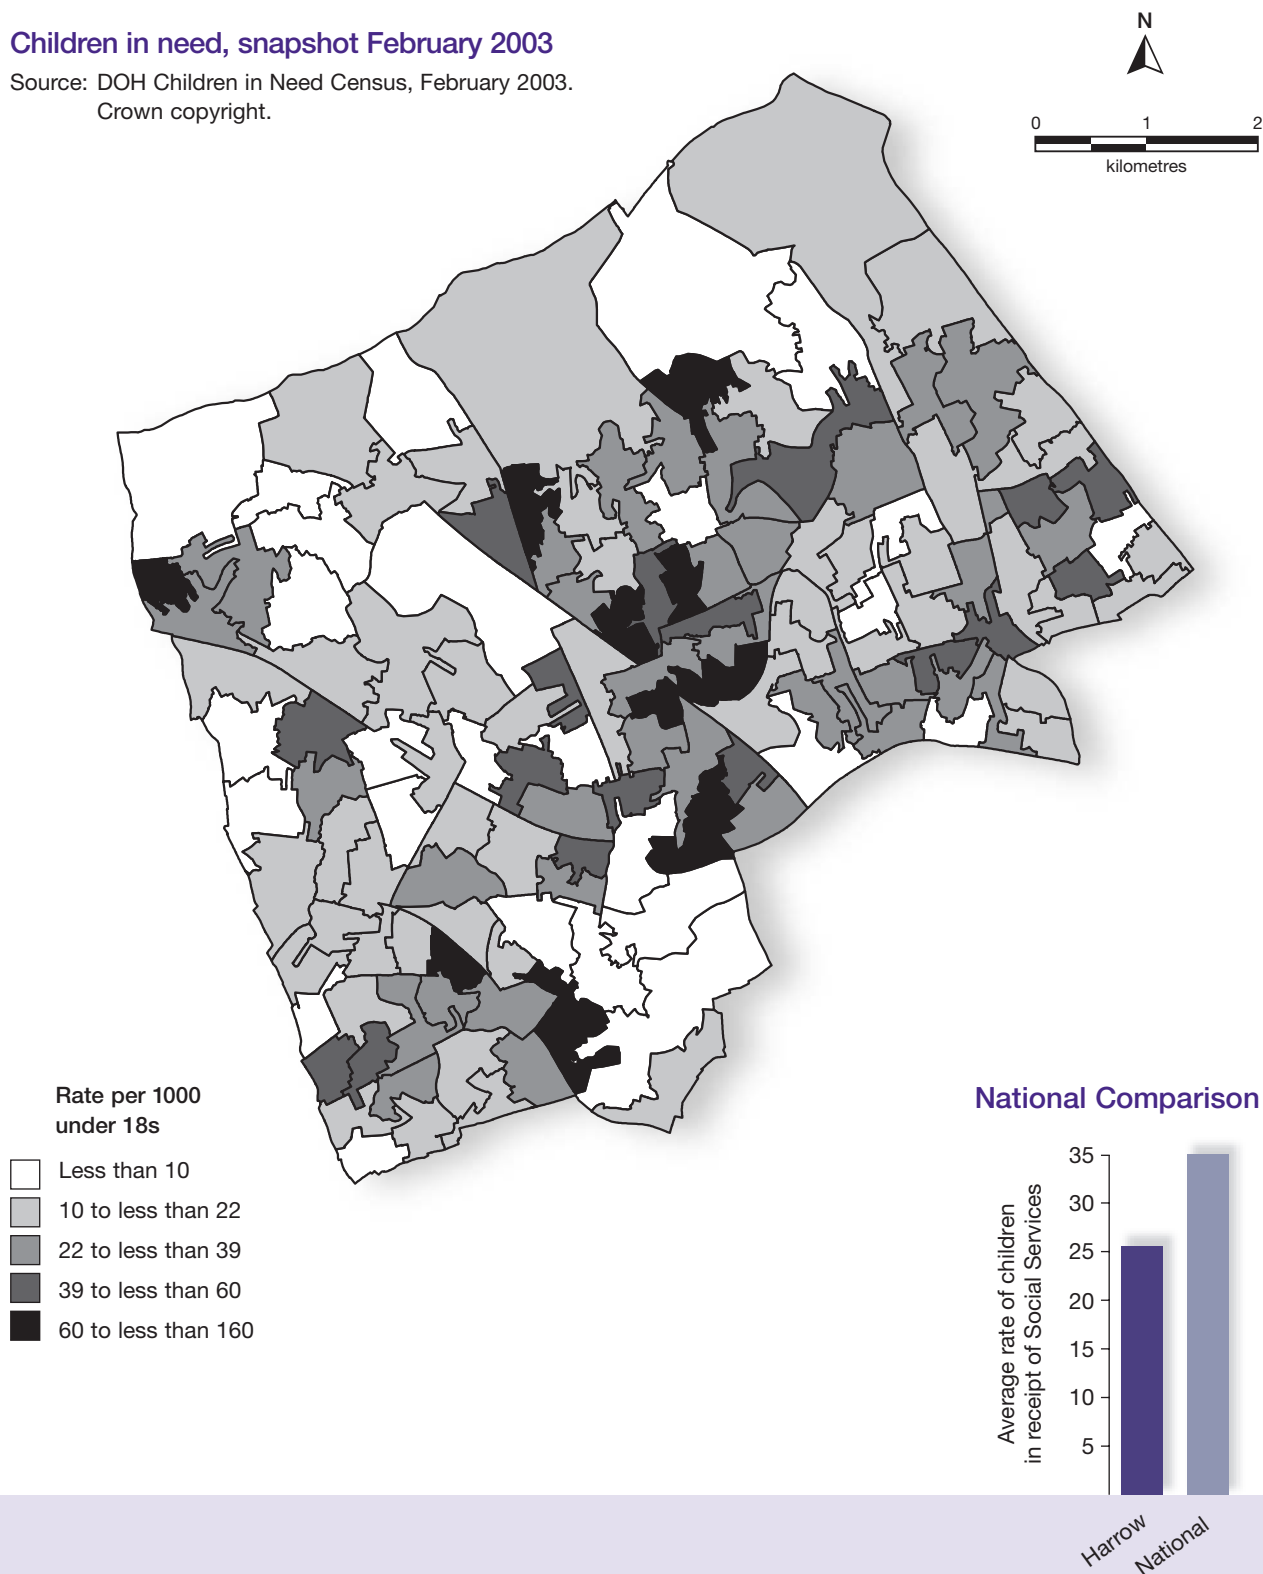 Children in need, snapshot February 2003
Source: DOH Children in Need Census, February 2003.
Crown copyright.
N
0 1 2
kilometres
Rate per 1000
under 18s
Less than 10
10 to less than 22
22 to less than 39
39 to less than 60
60 to less than 160
National Comparison
Average rate of children
in receipt of Social Services
35
30
25
20
15
10
5
Harrow
National